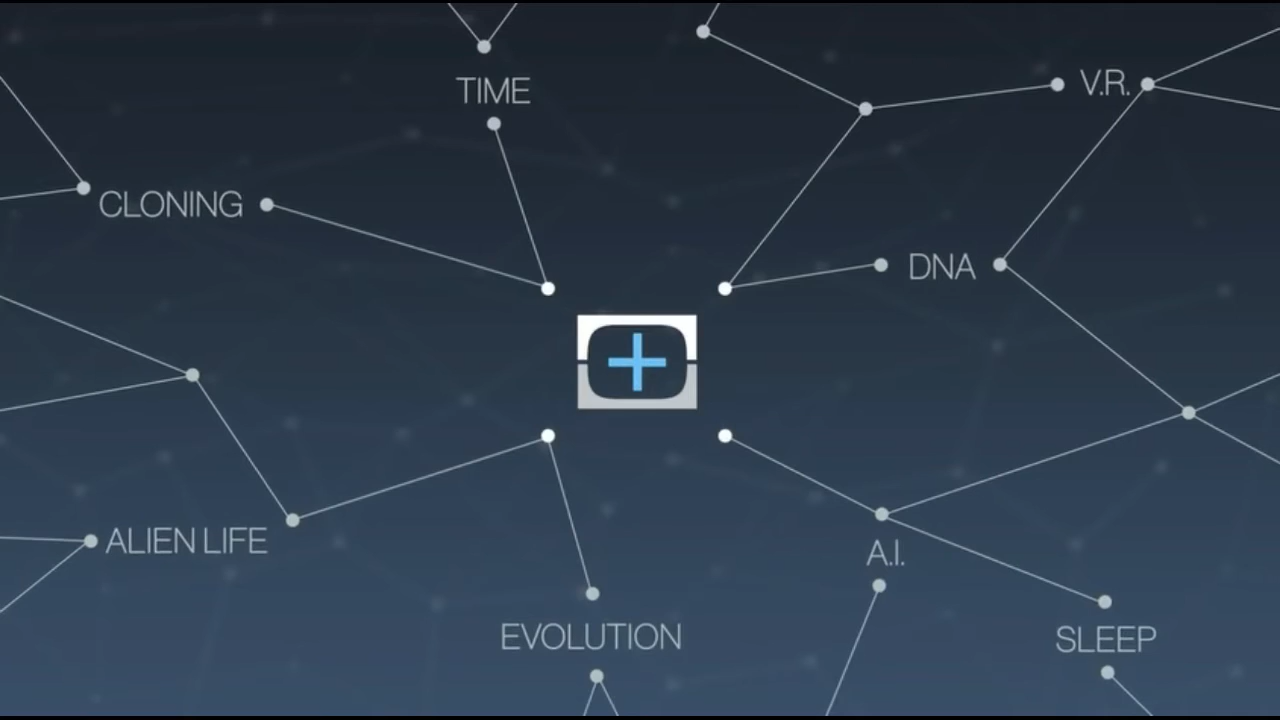 TIME
V.R.
CLONING
DNA
ALIEN LIFE
A.I.
EVOLUTION
SLEEP